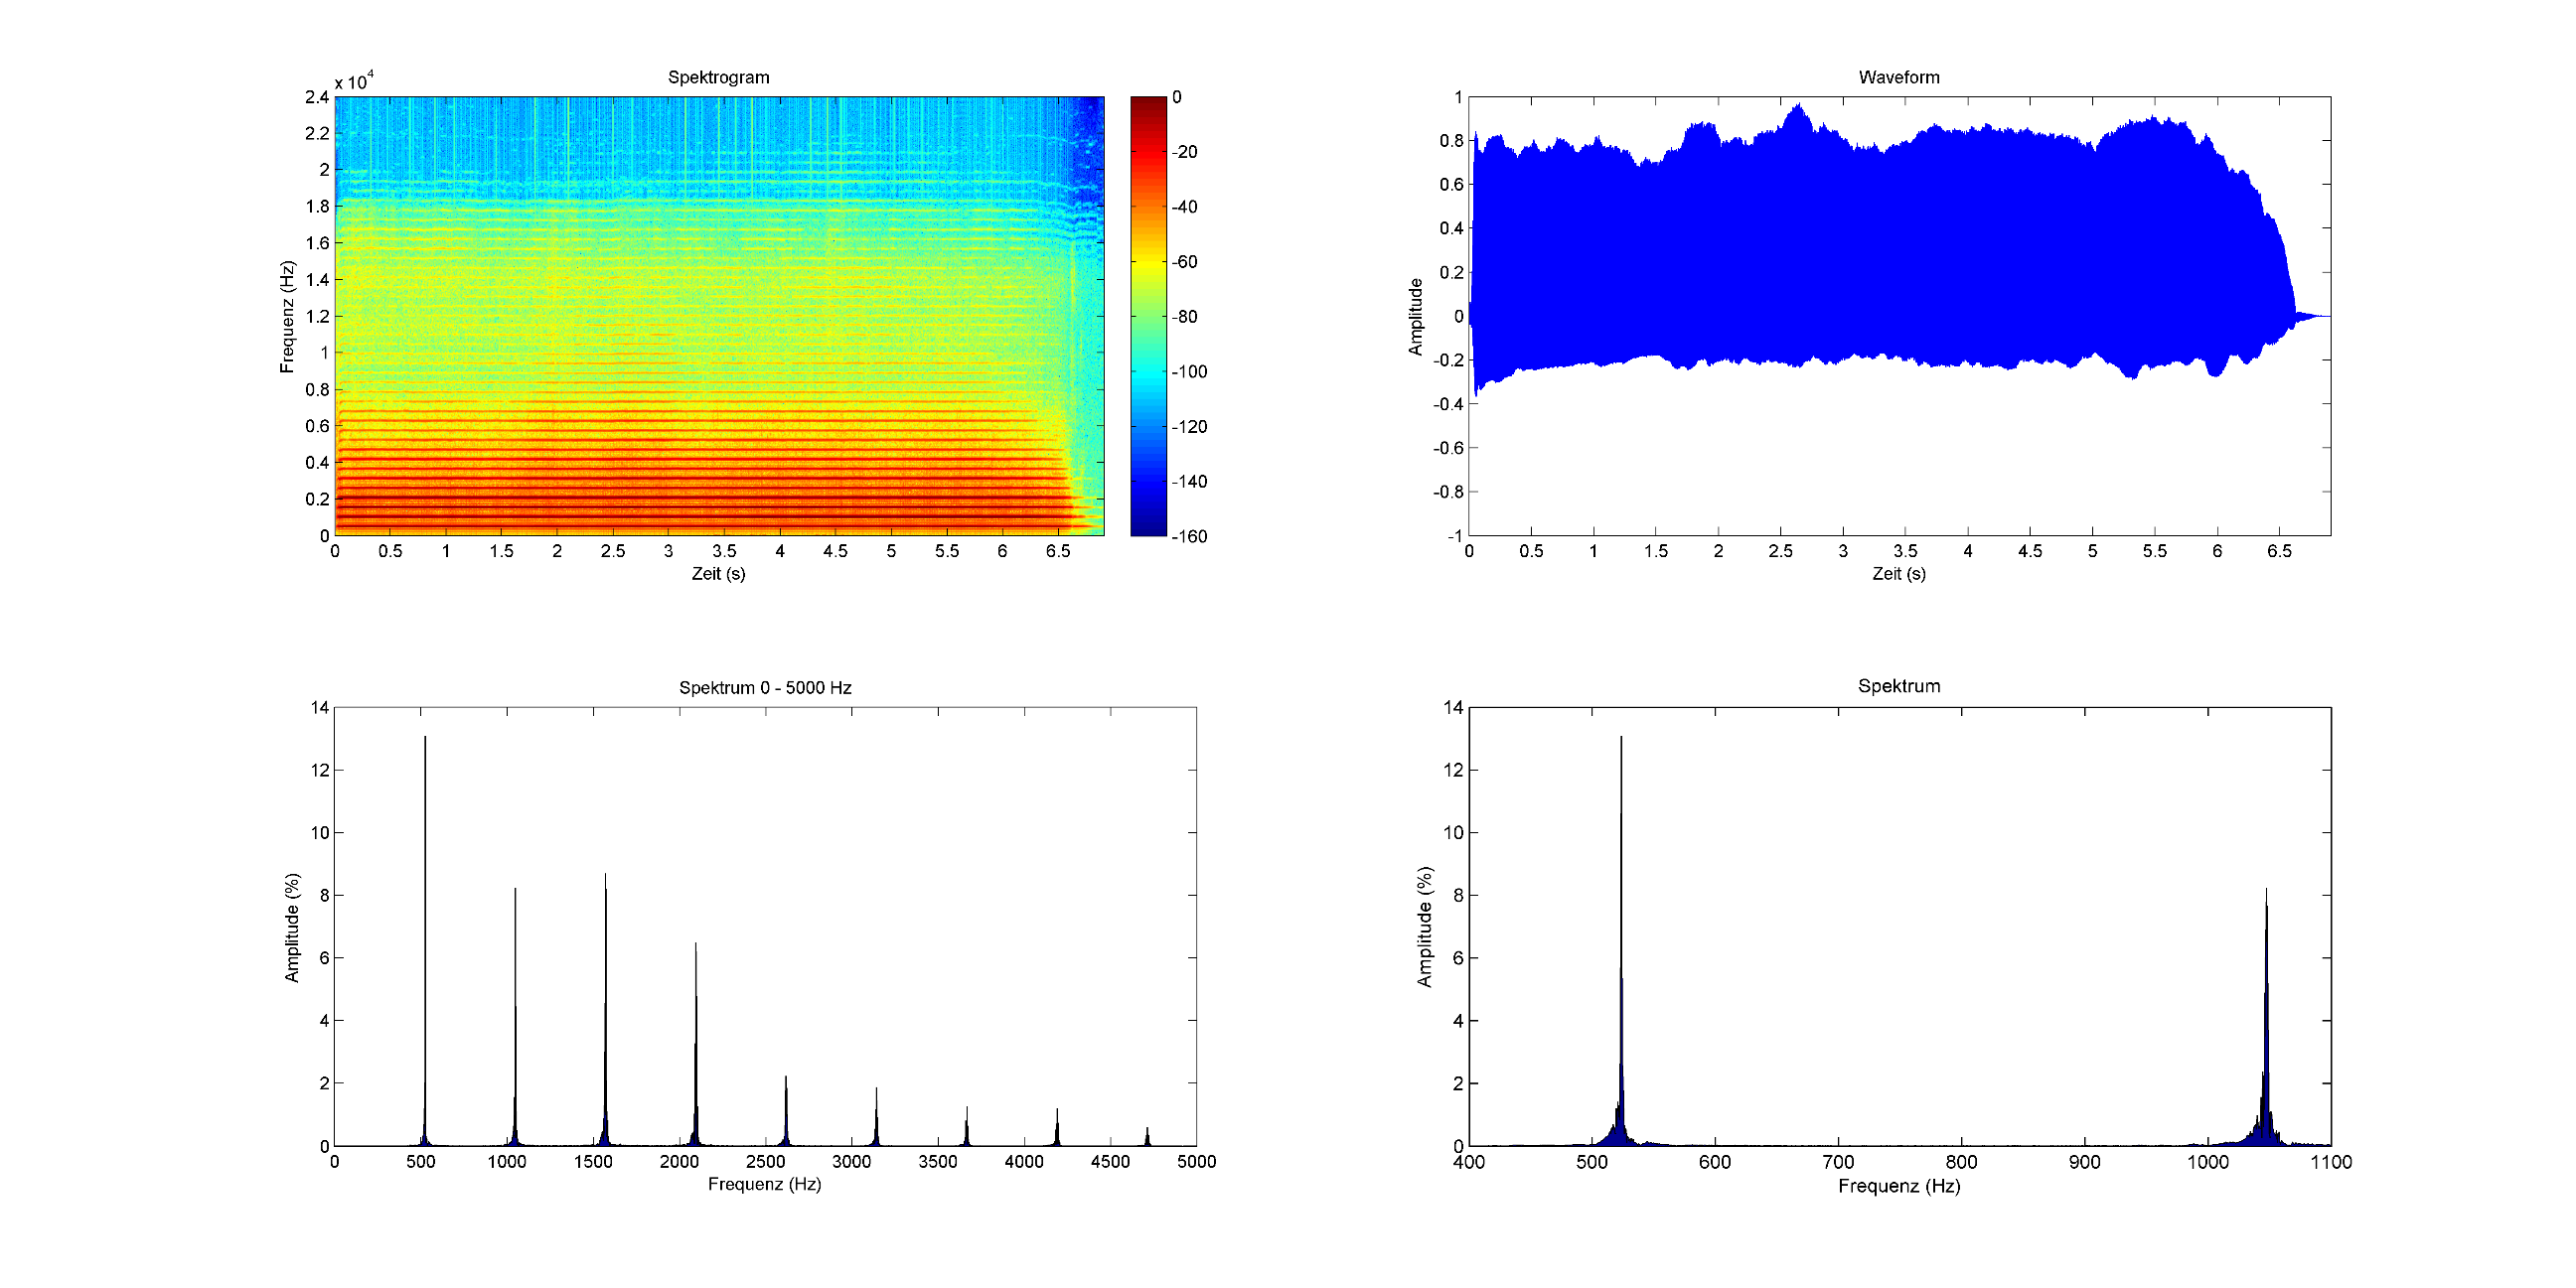 Spektrogram
x 10^4
2.4
2.2
2
1.8
1.6
1.4
1.2
1
0.8
0.6
0.4
0.2
0
Frequenz (Hz)
0 0.5 1 1.5 2 2.5 3 3.5 4 4.5 5 5.5 6 6.5
Zeit (s)
0
-20
-40
-60
-80
-100
-120
-140
-160
Waveform
1
0.8
0.6
0.4
0.2
0
-0.2
-0.4
-0.6
-0.8
-1
Amplitude
0 0.5 1 1.5 2 2.5 3 3.5 4 4.5 5 5.5 6 6.5
Zeit (s)
Spektrum 0 - 5000 Hz
14
12
10
8
6
4
2
0
Amplitude (%)
0 500 1000 1500 2000 2500 3000 3500 4000 4500 5000
Frequenz (Hz)
Spektrum
14
12
10
8
6
4
2
0
Amplitude (%)
400 500 600 700 800 900 1000 1100
Frequenz (Hz)